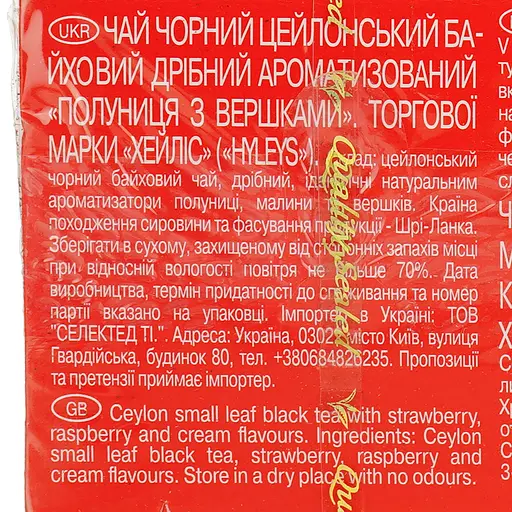 UKR ЧАЙ ЧОРНИЙ ЦЕЙЛОНСЬКИЙ БА-
ЙХОВИЙ ДРІБНИЙ АРОМАТИЗОВАНИЙ
«ПОЛУНИЦЯ З ВЕРШКАМИ». ТОРГОВОЇ
МАРКИ «ХЕЙЛІС» («HYLEYS»). цейлонський
чорний байховий чай, дрібний, ідентичні натуральним
ароматизатори полуниці, малини вершків. Країна
походження сировини та фасування продукції - Шрі-Ланка.
Зберігати в сухому, захищеному від сторонніх запахів місці
при відносній вологості повітря не більше 70%. Дата
виробництва, термін придатності до споживання та номер
партії вказано на упаковці. Імпортер в Україні: ТОВ
"СЕЛЕКТЕД ТІ.". Адреса: Україна, 03022, місто Київ, вулиця
Гвардійська, будинок 80, тел. +380684826235. Пропозиції
та претензії приймає імпортер.
GB Ceylon small leaf black tea with strawberry,
raspberry and cream flavours. Ingredients: Ceylon
small leaf black tea, strawberry, raspberry and
cream flavours. Store in a dry place with no odours.
Quality Sealed